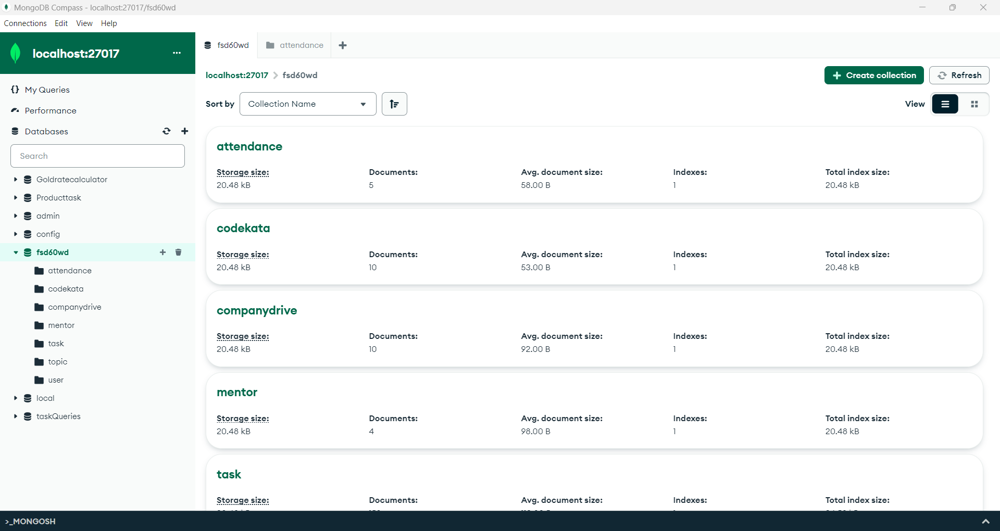 MongoDB Compass - localhost:27017/fsd60wd
Connections Edit View Help
localhost:27017
My Queries
Performance
Databases
Search
Goldratecalculator
Producttask
admin
config
fsd60wd
attendance
codekata
companydrive
mentor
task
topic
user
local
taskQueries
fsd60wd attendance
localhost:27017 fsd60wd
Create collection Refresh
Sort by Collection Name View
attendance
Storage size: Documents: Avg. document size: Indexes: Total index size:
20.48 kB 5 58.00 B 1 20.48 kB
codekata
Storage size: Documents: Avg. document size: Indexes: Total index size:
20.48 kB 10 53.00 B 1 20.48 kB
companydrive
Storage size: Documents: Avg. document size: Indexes: Total index size:
20.48 kB 10 92.00 B 1 20.48 kB
mentor
Storage size: Documents: Avg. document size: Indexes: Total index size:
20.48 kB 4 98.00 B 1 20.48 kB
task
Storage size: Documents: Avg. document size: Indexes: Total index size:
>_MONGOSH